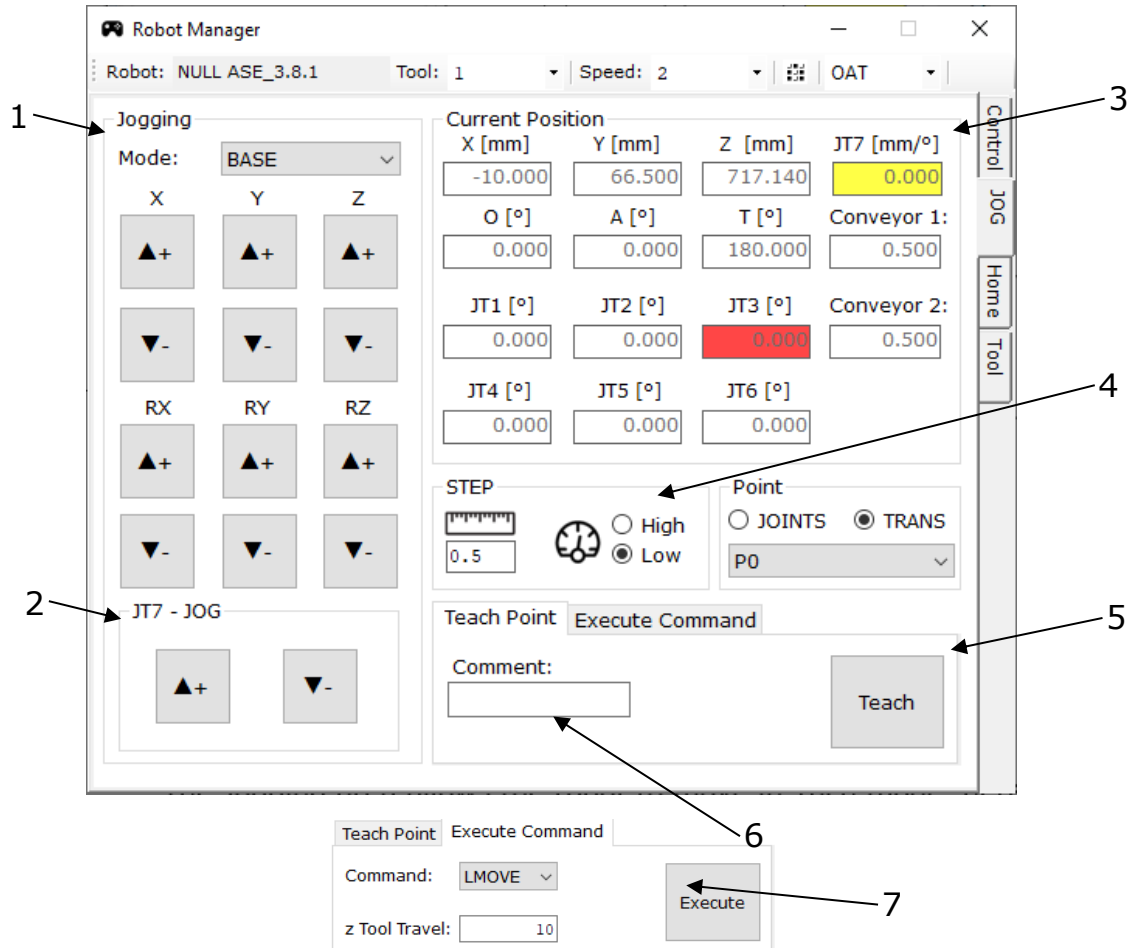 Robot Manager
Robot: NULL ASE_3.8.1 Tool: 1 Speed: 2 OAT
1
3
Jogging
Mode: BASE
X Y Z
▲+ ▲+ ▲+
▼- ▼- ▼-
RX RY RZ
▲+ ▲+ ▲+
▼- ▼- ▼-
2
JT7 - JOG
▲+ ▼-
Current Position
X [mm] Y [mm] Z [mm] JT7 [mm/°]
-10.000 66.500 717.140 0.000
O [°] A [°] T [°] Conveyor 1:
0.000 0.000 180.000 0.500
JT1 [°] JT2 [°] JT3 [°] Conveyor 2:
0.000 0.000 0.000 0.500
JT4 [°] JT5 [°] JT6 [°]
0.000 0.000 0.000
Control
JOG
Home
Tool
4
STEP
0.5
High
Low
Point
JOINTS TRANS
P0
Teach Point Execute Command
5
Comment:
Teach
6
Teach Point Execute Command
Command: LMOVE
Execute
7
z Tool Travel: 10